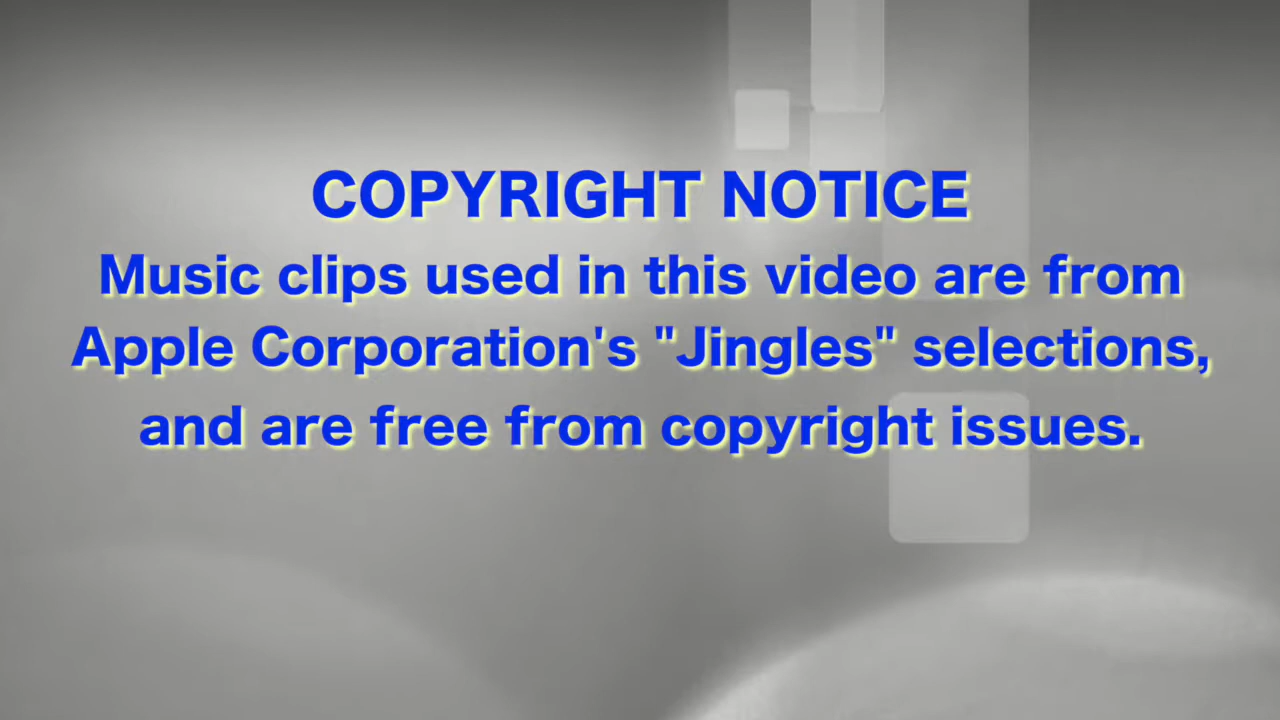 COPYRIGHT NOTICE
Music clips used in this video are from
Apple Corporation's "Jingles" selections,
and are free from copyright issues.